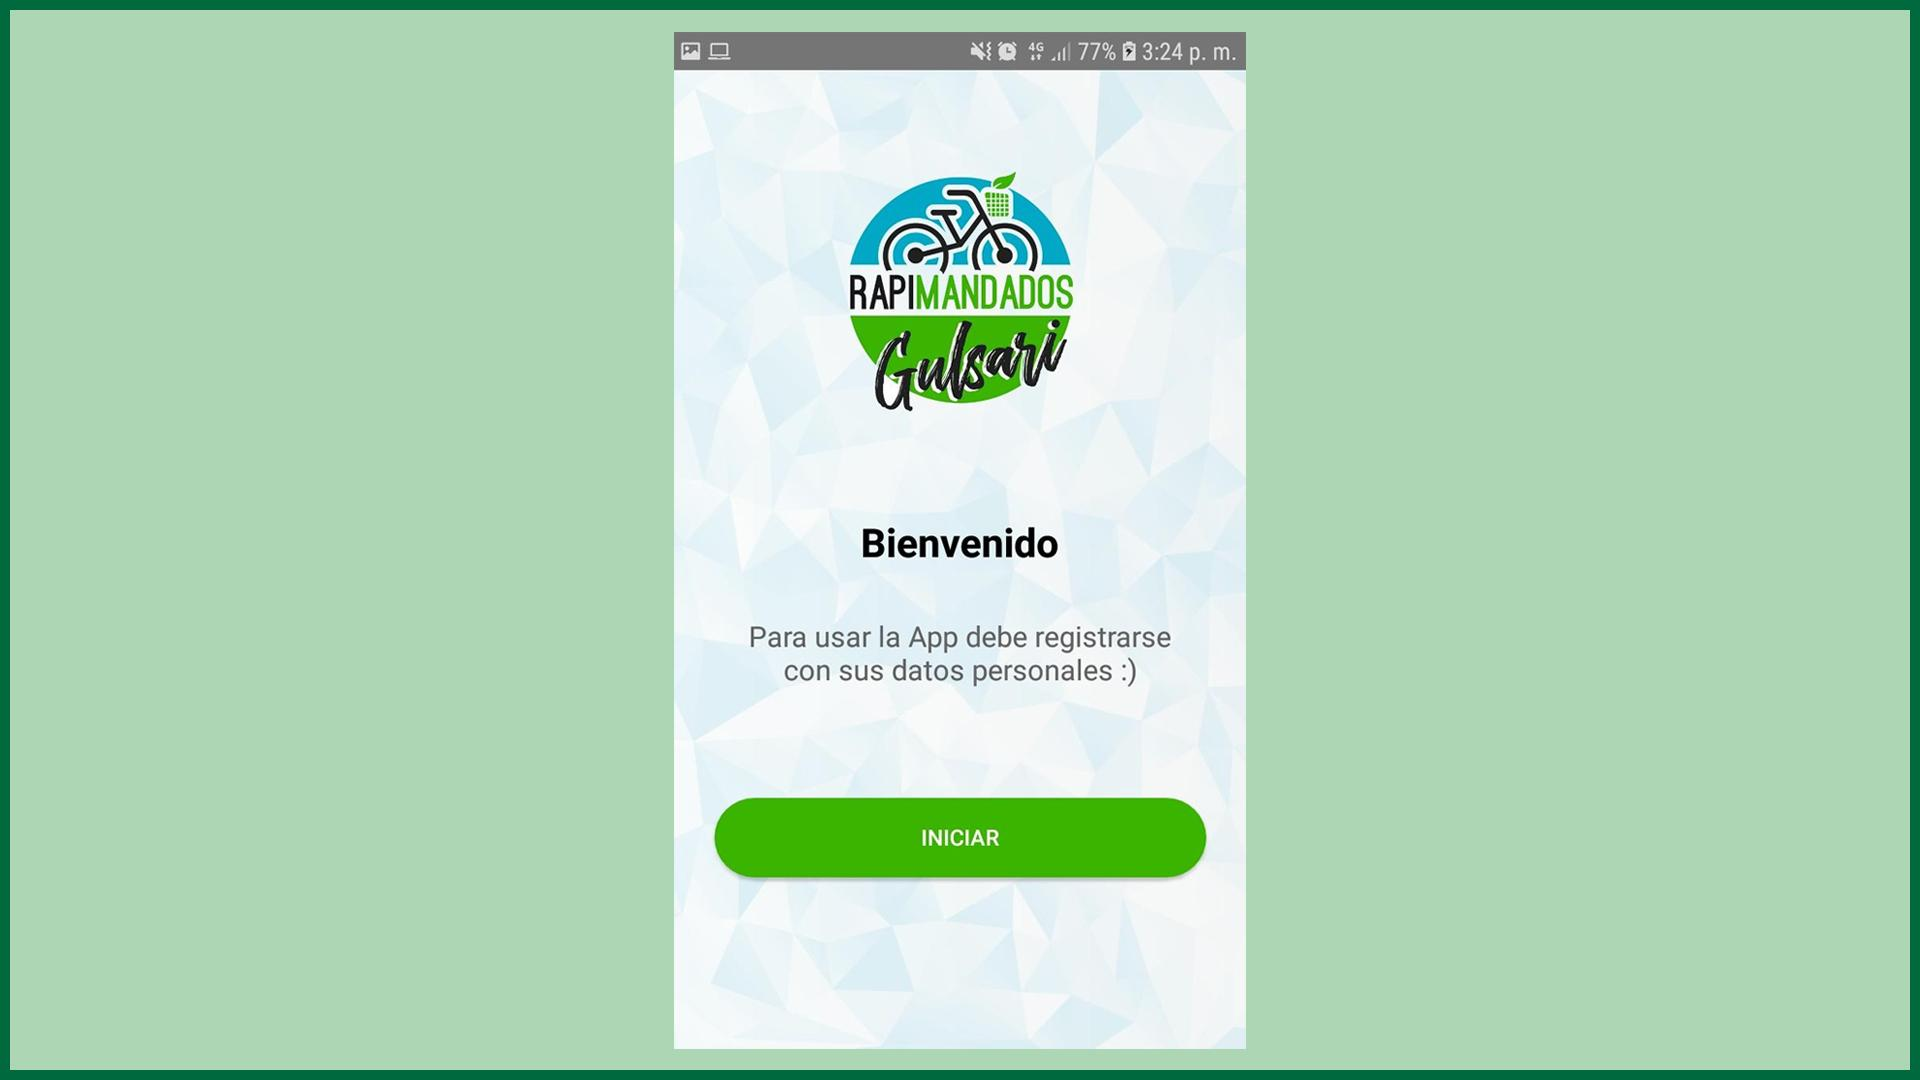 4G 77% 3:24 p. m.
RAPIMANDADOS
Gulsari
Bienvenido
Para usar la App debe registrarse
con sus datos personales :)
INICIAR